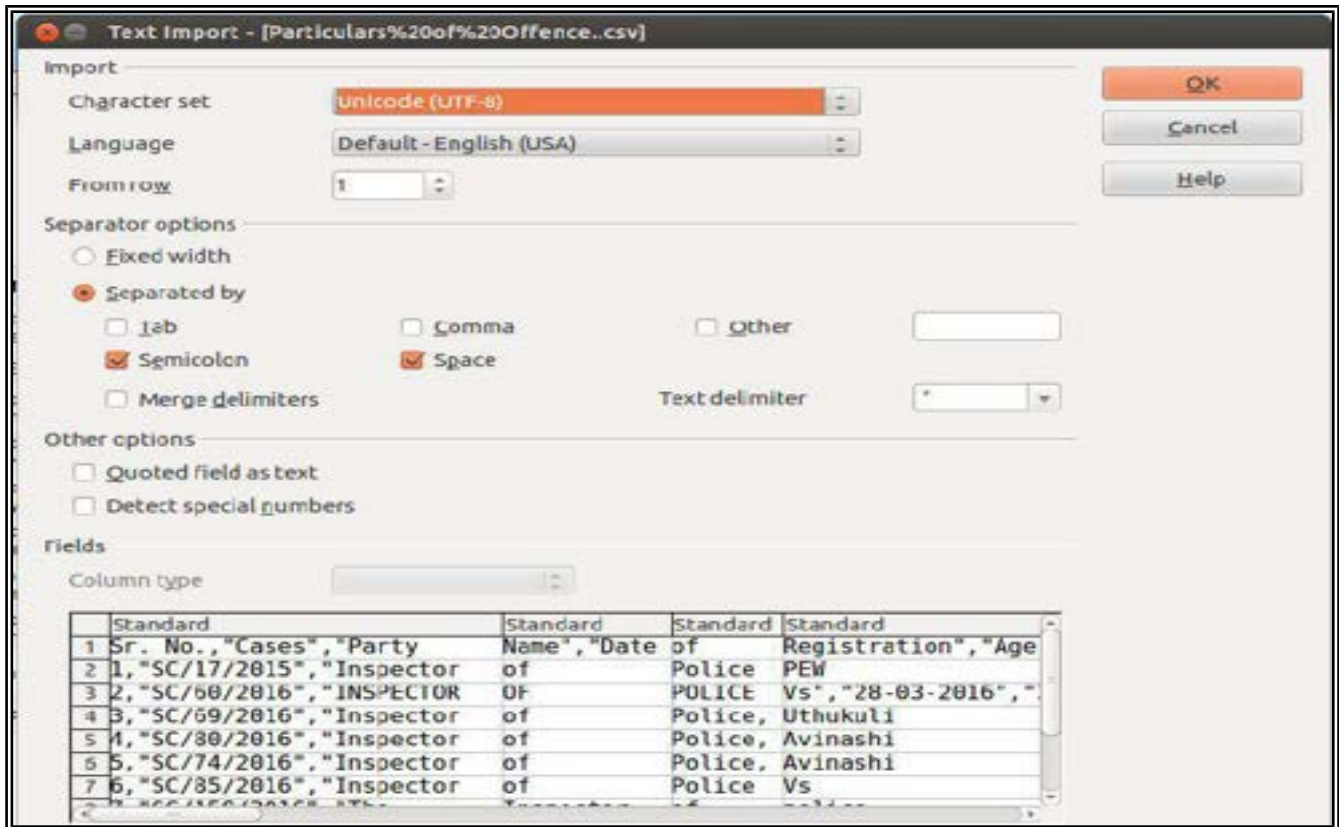 Text Import - [Particulars%20of%20Offence..csv]
Import
Character set Unicode (UTF-8)
Language Default - English (USA)
From row 1
OK
Cancel
Help
Separator options
Fixed width
Separated by
Tab Comma Other
Semicolon Space
Merge delimiters Text delimiter "
Other options
Quoted field as text
Detect special numbers
Fields
Column type
Standard Standard Standard Standard
1 Sr. No.,"Cases","Party Name","Date of Registration","Age
2 1,"SC/17/2015","Inspector of Police PEW
3 2,"SC/60/2016","INSPECTOR OF POLICE Vs","28-03-2016","
4 3,"SC/69/2016","Inspector of Police, Uthukuli
5 4,"SC/80/2016","Inspector of Police, Avinashi
6 5,"SC/74/2016","Inspector of Police, Avinashi
7 6,"SC/85/2016","Inspector of Police Vs